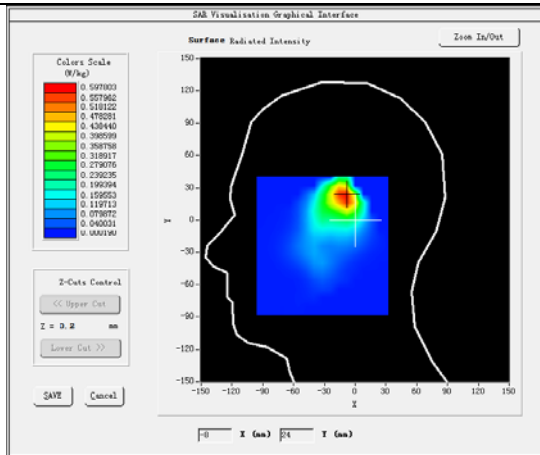 SAR Visualisation Graphical Interface
Surface Radiated Intensity
Zoom In/Out
Colors Scale
(W/kg)
0.597803
0.557962
0.518122
0.478281
0.438440
0.398599
0.358758
0.318917
0.279076
0.239235
0.199394
0.159553
0.119713
0.079872
0.040031
0.000190
150
120
90
60
30
0
-30
-60
-90
-120
-150
Y
-150 -120 -90 -60 -30 0 30 60 90 120 150
X
Z-Cuts Control
<< Upper Cut
Z = 0.2 mm
Lower Cut >>
SAVE Cancel
-8 X (mm) 24 Y (mm)